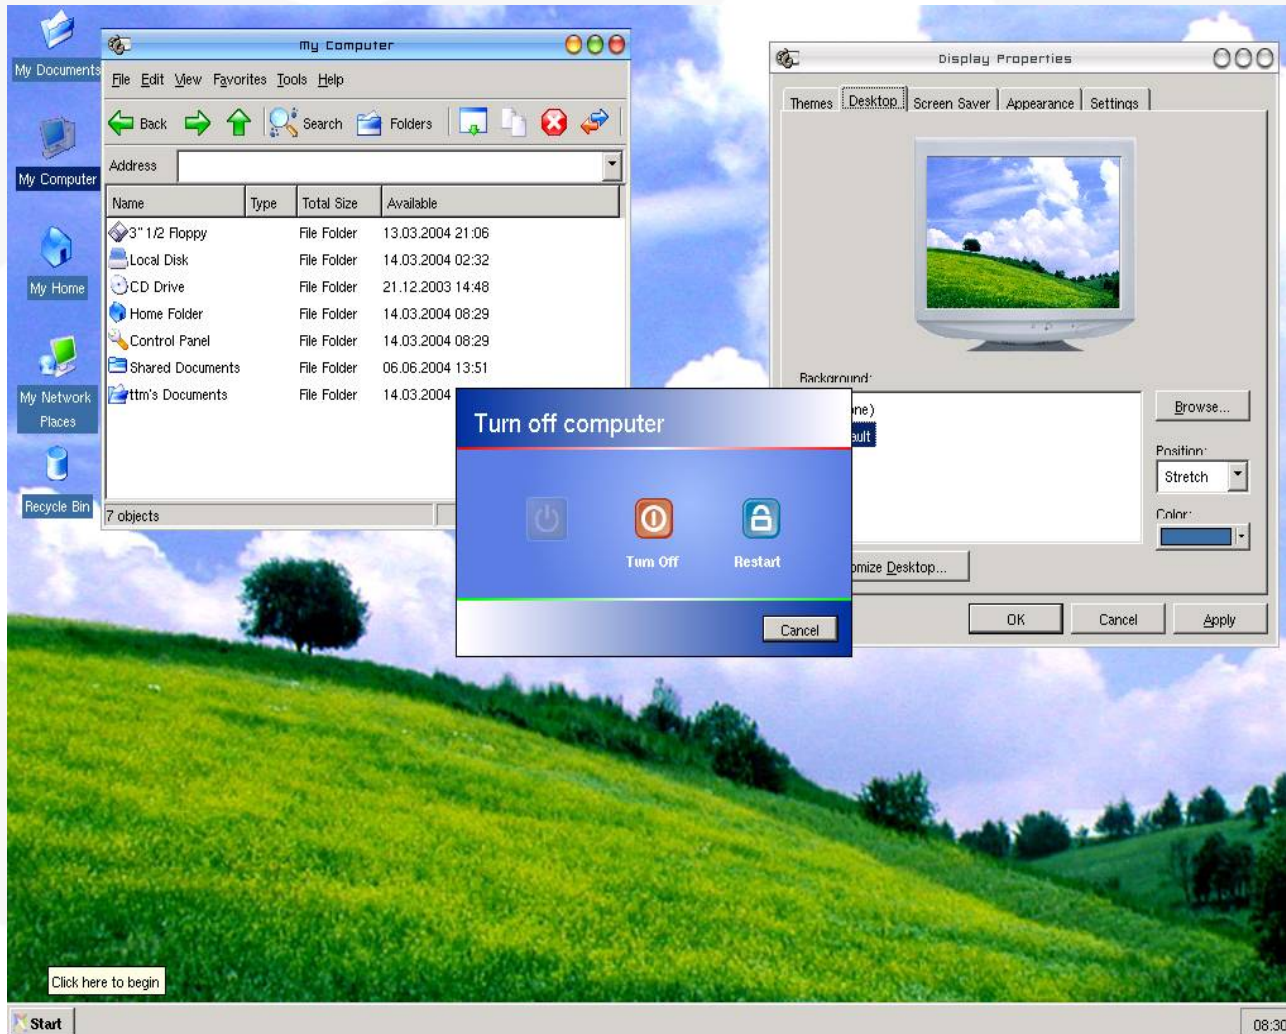 My Documents
My Computer
My Home
My Network
Places
Recycle Bin
My Computer
File Edit View Favorites Tools Help
Back Search Folders
Address
Name Type Total Size Available
3" 1/2 Floppy File Folder 13.03.2004 21:06
Local Disk File Folder 14.03.2004 02:32
CD Drive File Folder 21.12.2003 14:48
Home Folder File Folder 14.03.2004 08:29
Control Panel File Folder 14.03.2004 08:29
Shared Documents File Folder 06.06.2004 13:51
ttm's Documents File Folder 14.03.2004
7 objects
Display Properties
Themes Desktop Screen Saver Appearance Settings
Background:
ne)
ault
Browse...
Position:
Stretch
Color:
omize Desktop...
OK Cancel Apply
Turn off computer
Turn Off Restart
Cancel
Click here to begin
Start
08:30